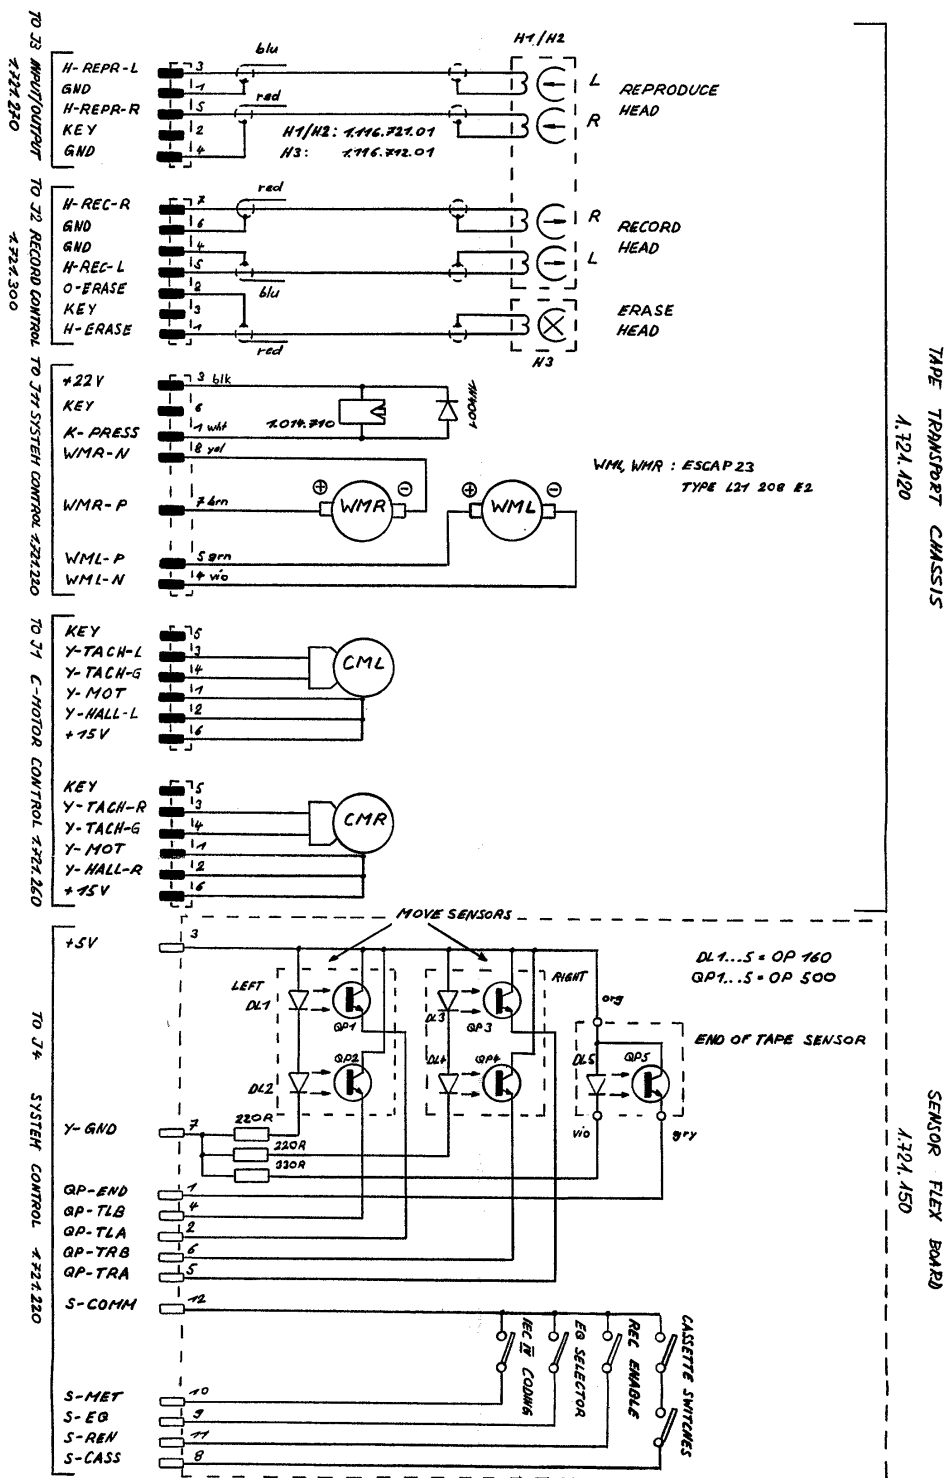 H1/H2
TO J3 INPUT/OUTPUT
1.721.270
H-REPR-L 3
GND 1
H-REPR-R 5
KEY 2
GND 4
blu
red
H1/H2: 1.116.721.01
H3: 1.116.712.01
L
R
REPRODUCE
HEAD
TO J2 RECORD CONTROL
1.721.300
H-REC-R 7
GND 6
GND 4
H-REC-L 5
O-ERASE 2
KEY 3
H-ERASE 1
red
blu
red
R
L
RECORD
HEAD
ERASE
HEAD
H3
TAPE TRANSPORT CHASSIS
1.721.120
TO J11 SYSTEM CONTROL 1.721.220
+22V 3 blk
KEY 6
K-PRESS 1 wht
WMR-N 8 yel
WMR-P 7 brn
WML-P 5 grn
WML-N 4 vio
1.014.710
1N4001
+ WMR -
+ WML -
WML, WMR : ESCAP 23
TYPE L21 208 E2
TO J1 C-MOTOR CONTROL 1.721.260
KEY 5
Y-TACH-L 3
Y-TACH-G 4
Y-MOT 1
Y-HALL-L 2
+15V 6
CML
KEY 5
Y-TACH-R 3
Y-TACH-G 4
Y-MOT 1
Y-HALL-R 2
+15V 6
CMR
MOVE SENSORS
TO J4 SYSTEM CONTROL 1.721.220
+5V 3
LEFT
DL1
QP1
QP2
DL2
RIGHT
DL3
QP3
DL4
QP4
DL1...5 = OP 160
QP1...5 = OP 500
org
END OF TAPE SENSOR
DL5
QP5
vio
gry
SENSOR FLEX BOARD
1.721.150
Y-GND 7
220R
220R
330R
QP-END 1
QP-TLB 4
QP-TLA 2
QP-TRB 6
QP-TRA 5
S-COMM 12
IEC IV CODING
EQ SELECTOR
REC ENABLE
CASSETTE SWITCHES
S-MET 10
S-EQ 9
S-REN 11
S-CASS 8